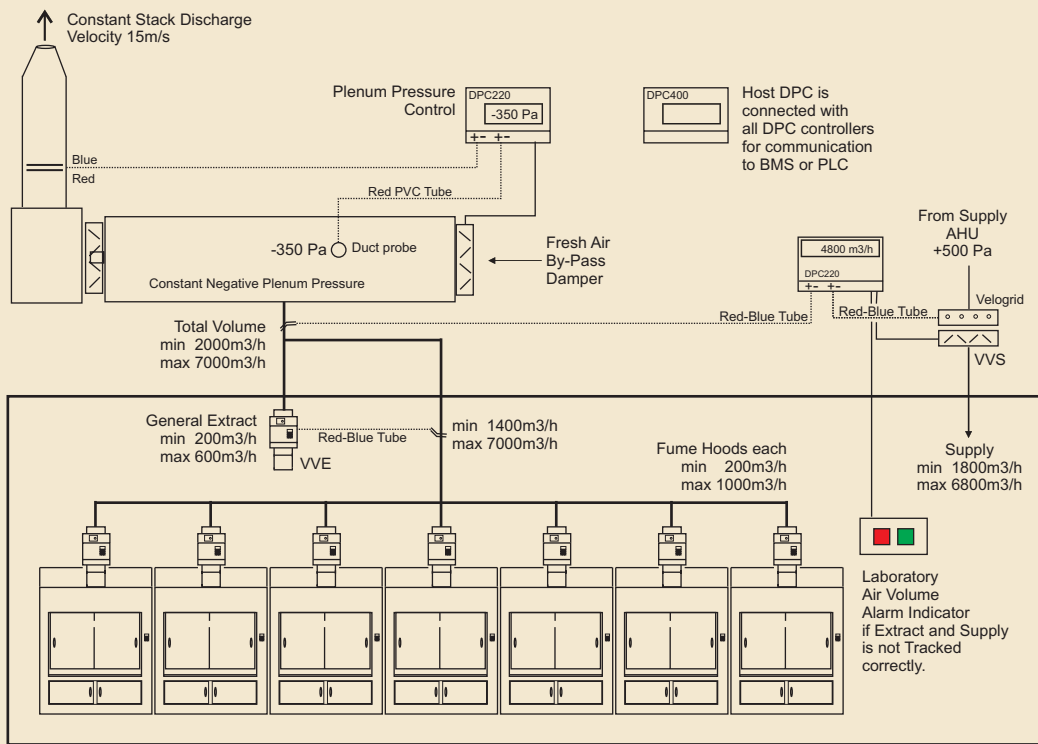 Constant Stack Discharge
Velocity 15m/s
Plenum Pressure
Control
DPC220
-350 Pa
+- +-
DPC400
Host DPC is
connected with
all DPC controllers
for communication
to BMS or PLC
Blue
Red
Red PVC Tube
-350 Pa
Duct probe
Constant Negative Plenum Pressure
Fresh Air
By-Pass
Damper
4800 m3/h
DPC220
+- +-
From Supply
AHU
+500 Pa
Velogrid
Red-Blue Tube
Red-Blue Tube
VVS
Total Volume
min 2000m3/h
max 7000m3/h
General Extract
min 200m3/h
max 600m3/h
VVE
Red-Blue Tube
min 1400m3/h
max 7000m3/h
Fume Hoods each
min 200m3/h
max 1000m3/h
Supply
min 1800m3/h
max 6800m3/h
Laboratory
Air Volume
Alarm Indicator
if Extract and Supply
is not Tracked
correctly.